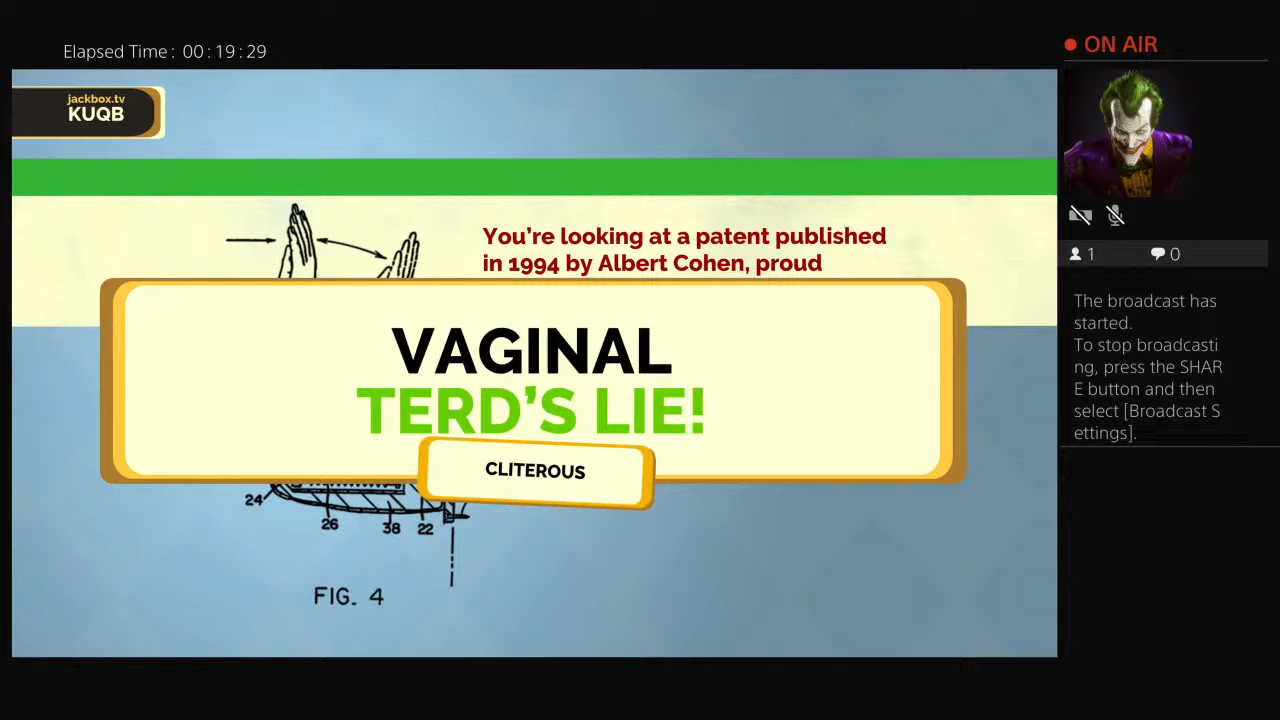 Elapsed Time: 00:19:29
ON AIR
jackbox.tv
KUQB
You're looking at a patent published
in 1994 by Albert Cohen, proud
VAGINAL
TERD'S LIE!
CLITEROUS
24
26
38
22
FIG. 4
1
0
The broadcast has
started.
To stop broadcasti
ng, press the SHAR
E button and then
select [Broadcast S
ettings].